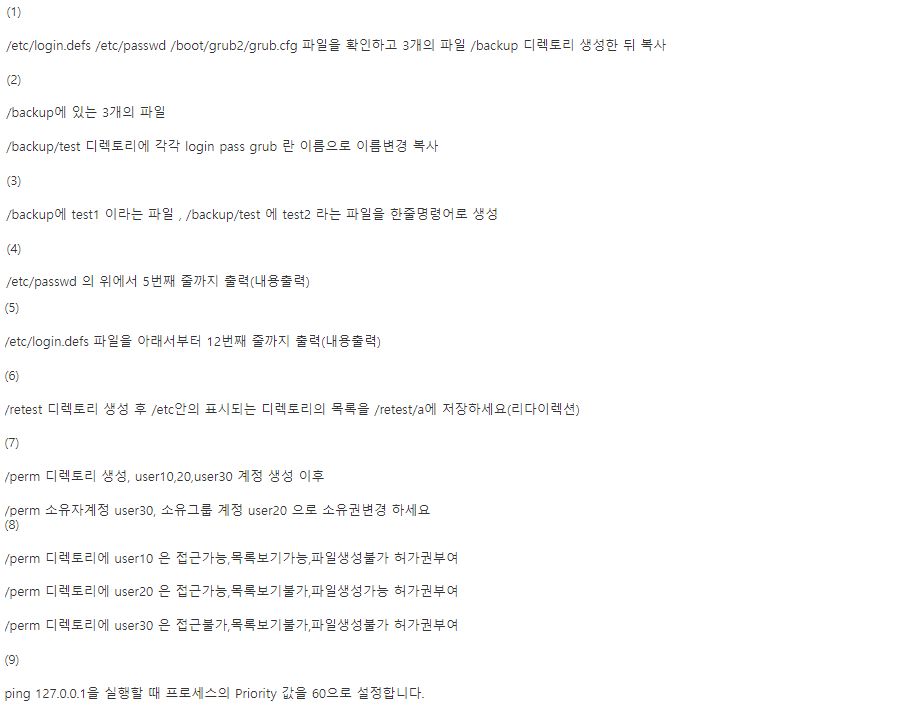 (1)
/etc/login.defs /etc/passwd /boot/grub2/grub.cfg 파일을 확인하고 3개의 파일 /backup 디렉토리 생성한 뒤 복사
(2)
/backup에 있는 3개의 파일
/backup/test 디렉토리에 각각 login pass grub 란 이름으로 이름변경 복사
(3)
/backup에 test1 이라는 파일 , /backup/test 에 test2 라는 파일을 한줄명령어로 생성
(4)
/etc/passwd 의 위에서 5번째 줄까지 출력(내용출력)
(5)
/etc/login.defs 파일을 아래서부터 12번째 줄까지 출력(내용출력)
(6)
/retest 디렉토리 생성 후 /etc안의 표시되는 디렉토리의 목록을 /retest/a에 저장하세요(리다이렉션)
(7)
/perm 디렉토리 생성, user10,20,user30 계정 생성 이후
/perm 소유자계정 user30, 소유그룹 계정 user20 으로 소유권변경 하세요
(8)
/perm 디렉토리에 user10 은 접근가능,목록보기가능,파일생성불가 허가권부여
/perm 디렉토리에 user20 은 접근가능,목록보기불가,파일생성가능 허가권부여
/perm 디렉토리에 user30 은 접근불가,목록보기불가,파일생성불가 허가권부여
(9)
ping 127.0.0.1을 실행할 때 프로세스의 Priority 값을 60으로 설정합니다.